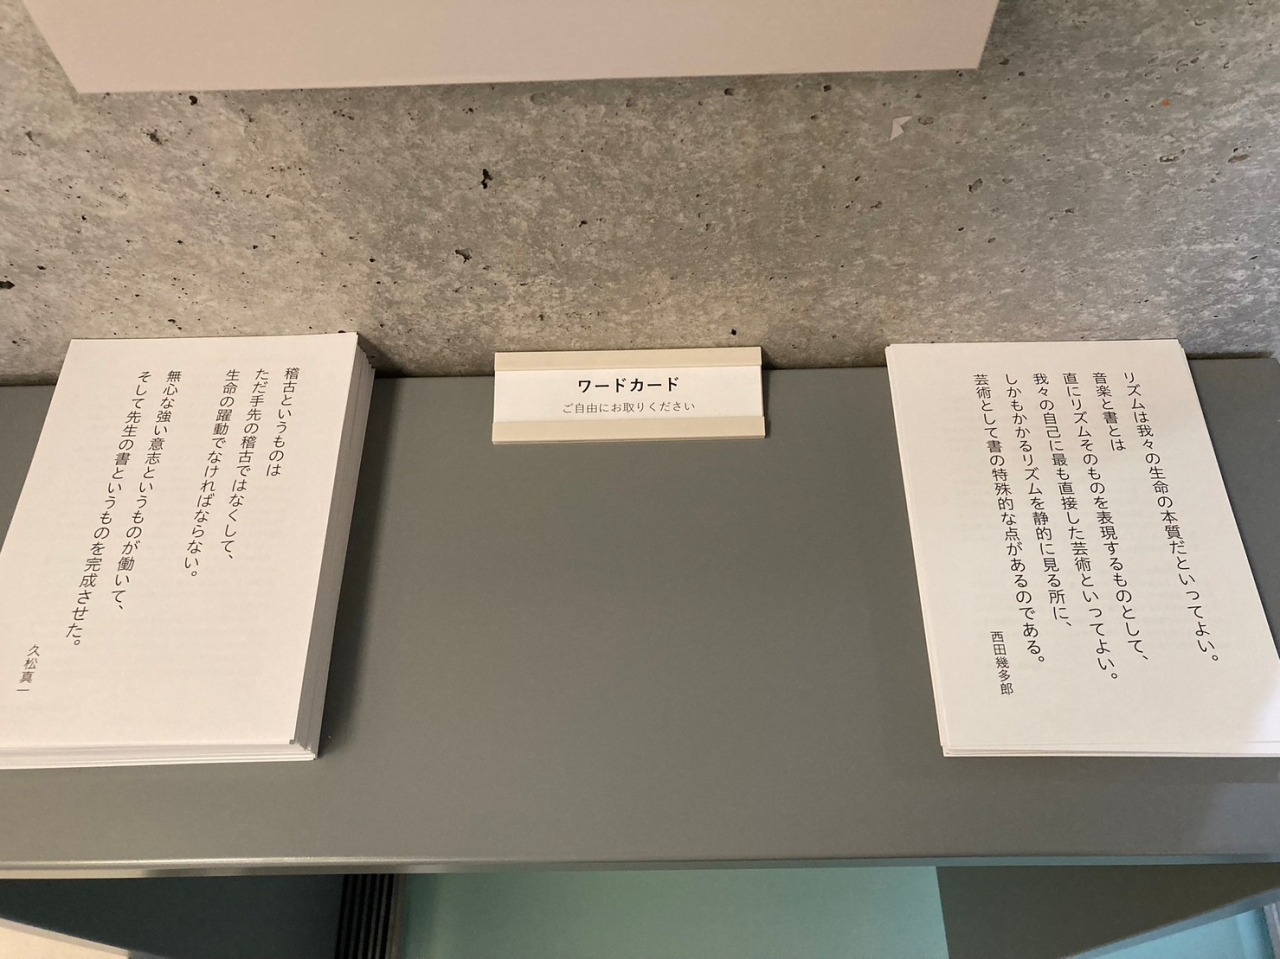 ワードカード
ご自由にお取りください
リズムは我々の生命の本質だといってよい。
音楽と書とは
直にリズムそのものを表現するものとして、
我々の自己に最も直接した芸術といってよい。
しかもかかるリズムを静的に見る所に、
芸術として書の特殊的な点があるのである。
西田幾多郎
稽古というものは
ただ手先の稽古ではなくして、
生命の躍動でなければならない。
無心な強い意志というものが働いて、
そして先生の書というものを完成させた。
久松真一